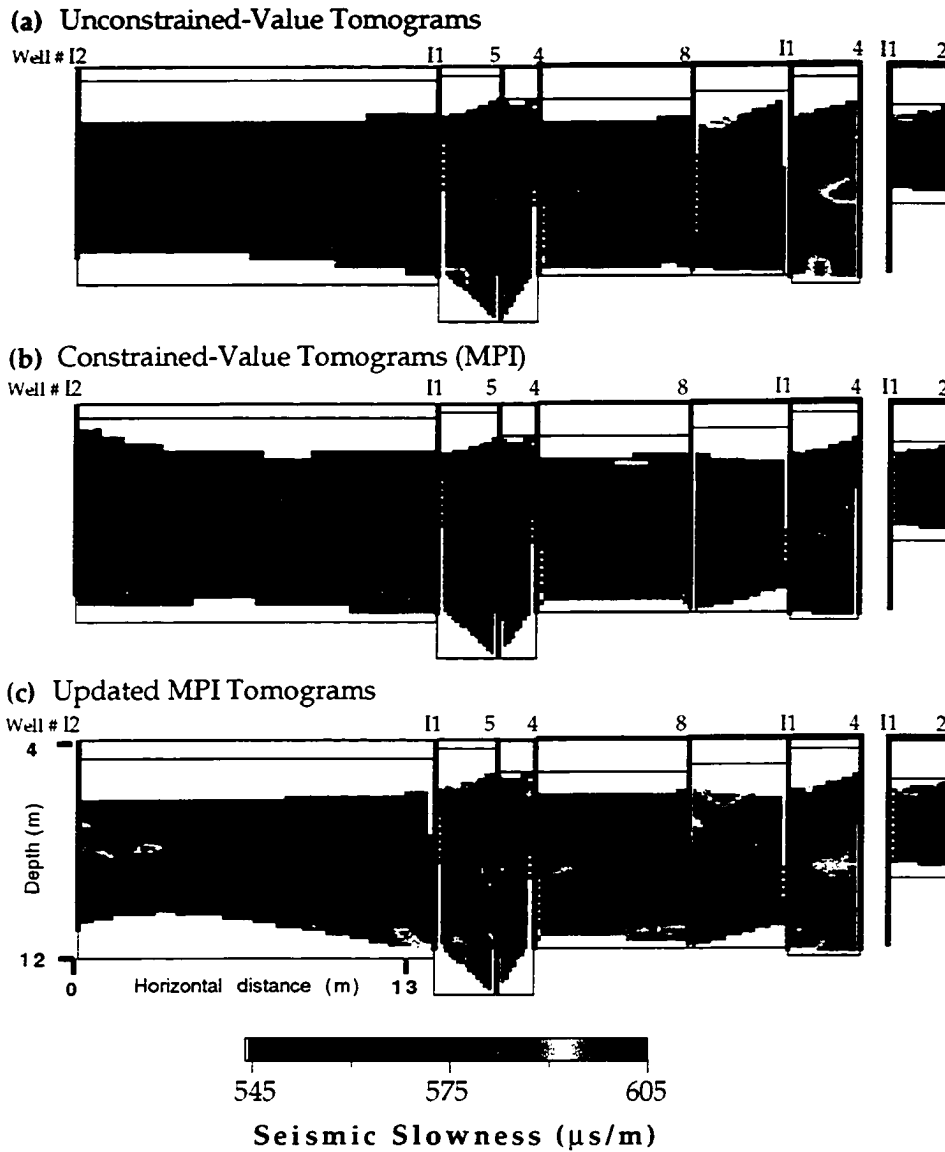 (a) Unconstrained-Value Tomograms
Well # I2 I1 5 4 8 I1 4 I1 2
(b) Constrained-Value Tomograms (MPI)
Well # I2 I1 5 4 8 I1 4 I1 2
(c) Updated MPI Tomograms
Well # I2 I1 5 4 8 I1 4 I1 2
4
Depth (m)
12
0 Horizontal distance (m) 13
545 575 605
Seismic Slowness (µs/m)